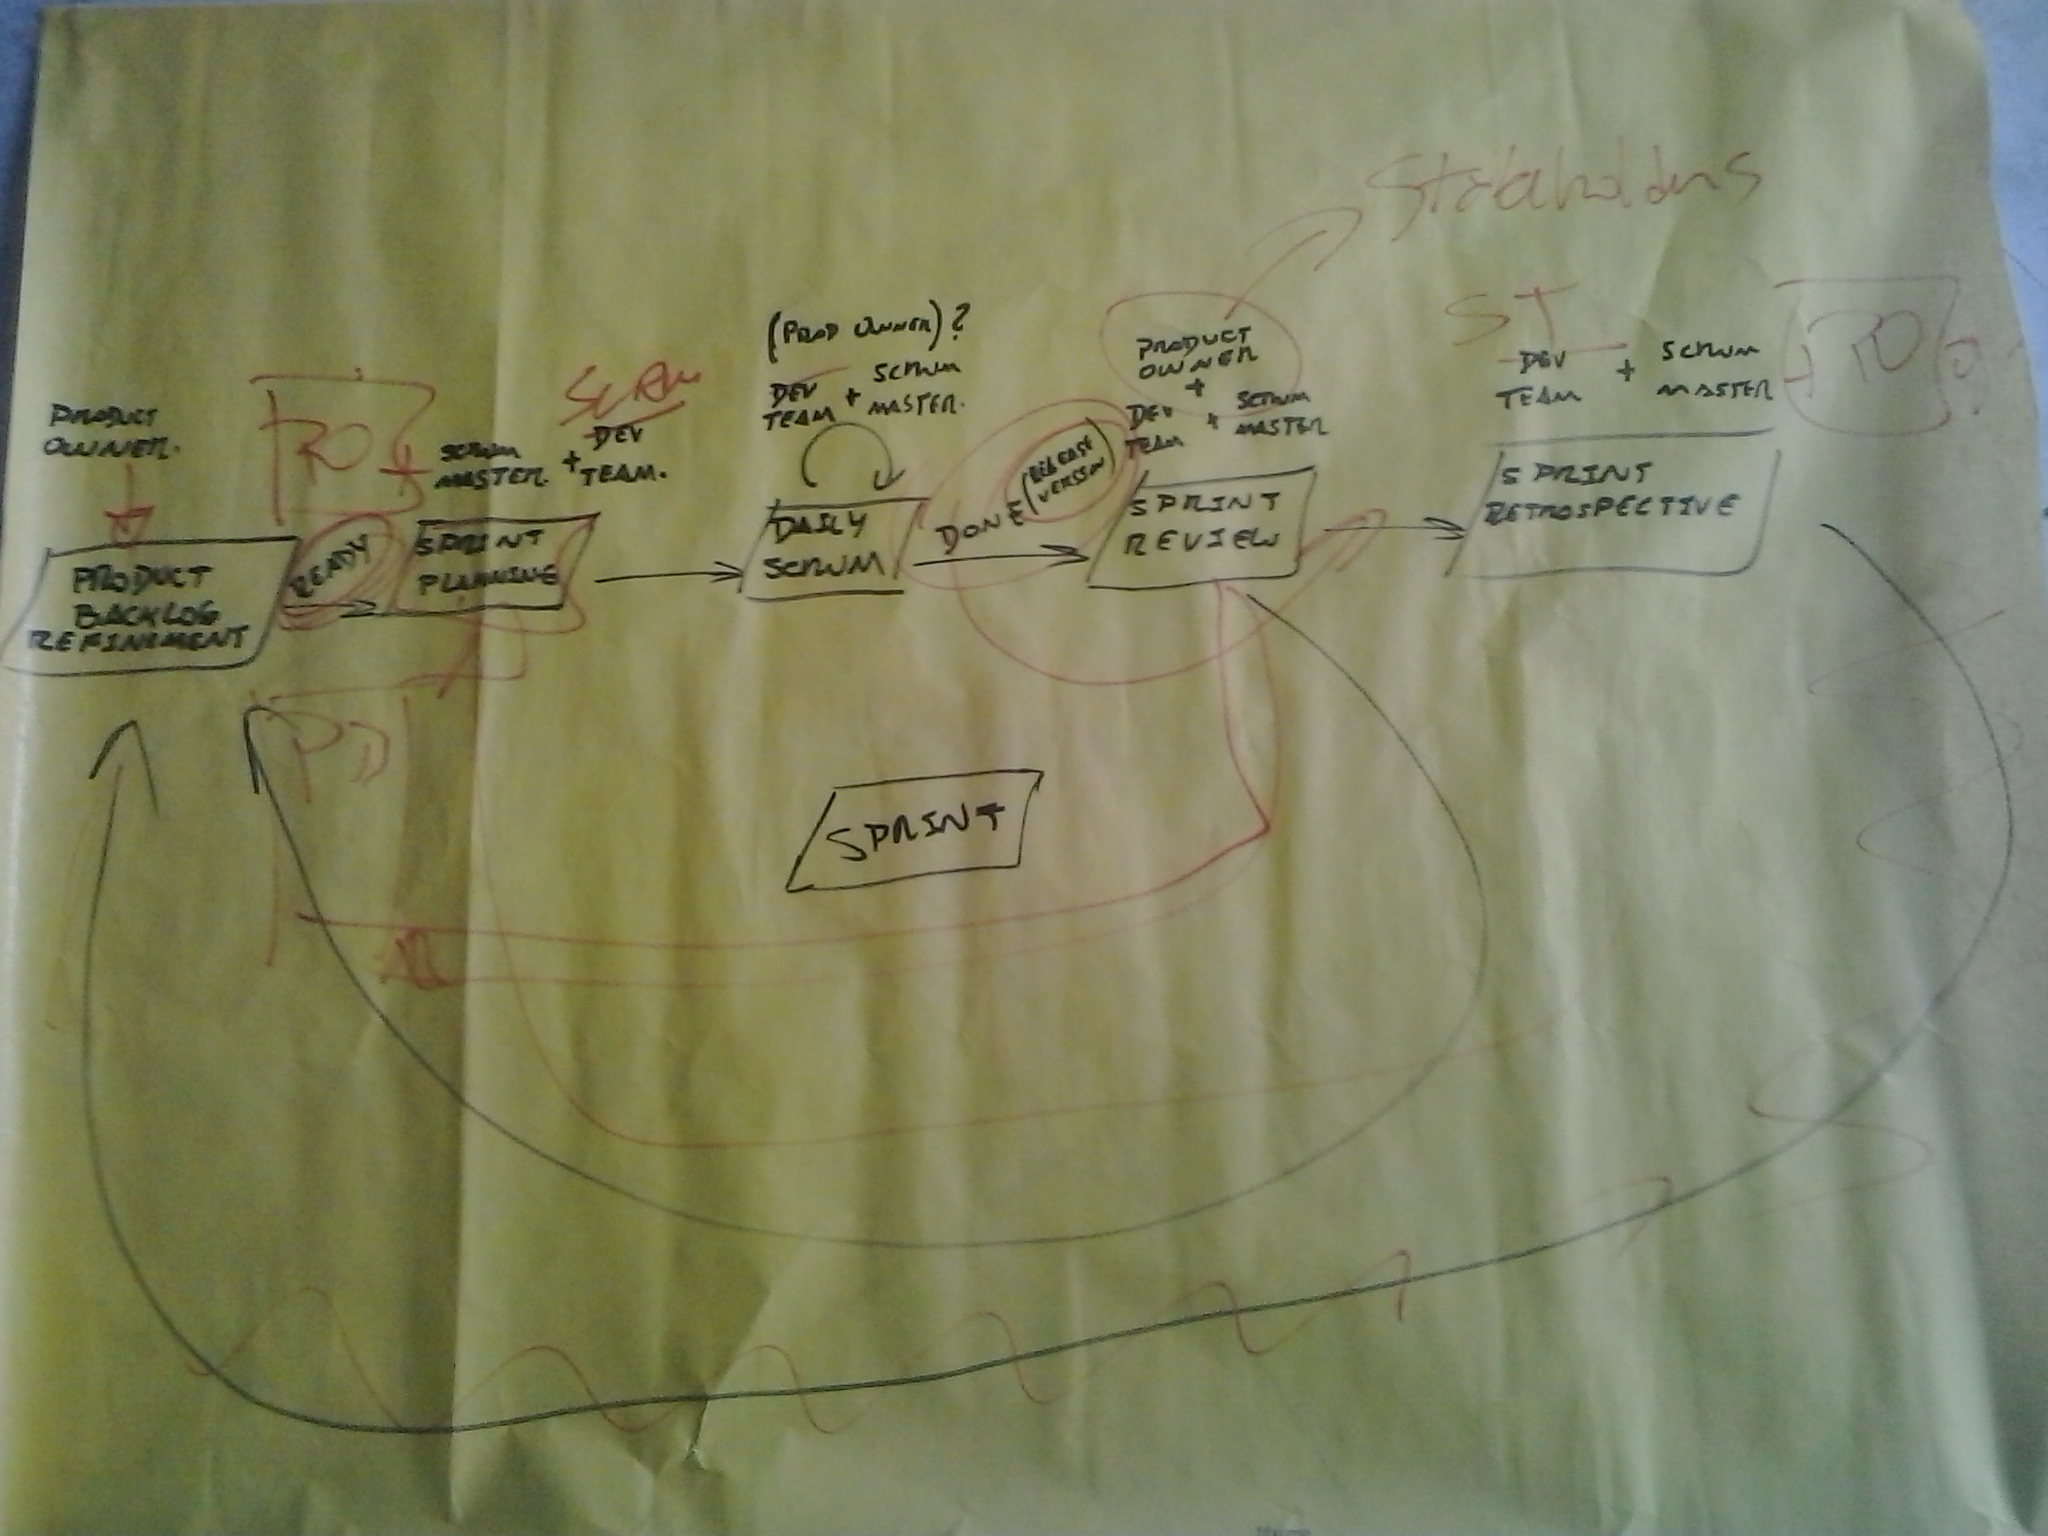 Stakeholders
(PROD OWNER)?
DEV + SCRUM
TEAM MASTER.
PRODUCT
OWNER
+
DEV + SCRUM
TEAM MASTER
ST
DEV + SCRUM
TEAM MASTER
+ PO
?
PRODUCT
OWNER.
PO +
SCRUM
MASTER. +
SCRUM
DEV
TEAM.
PRODUCT
BACKLOG
REFINEMENT
READY
SPRINT
PLANNING
DAILY
SCRUM
DONE (RELEASE
VERSION)
SPRINT
REVIEW
SPRINT
RETROSPECTIVE
SPRINT